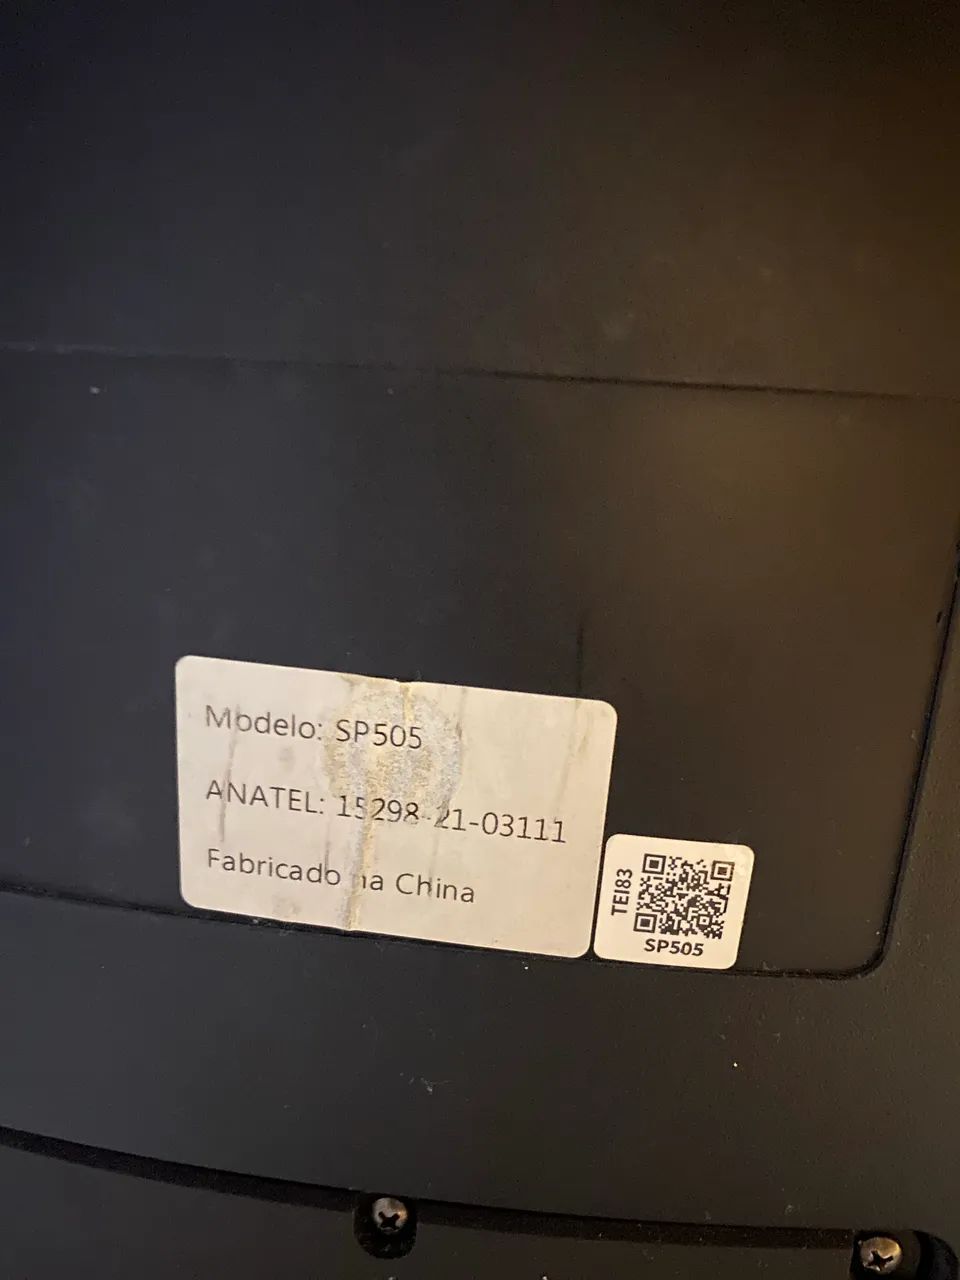 Modelo: SP505
ANATEL: 15298-21-03111
Fabricado na China
TEI83
SP505